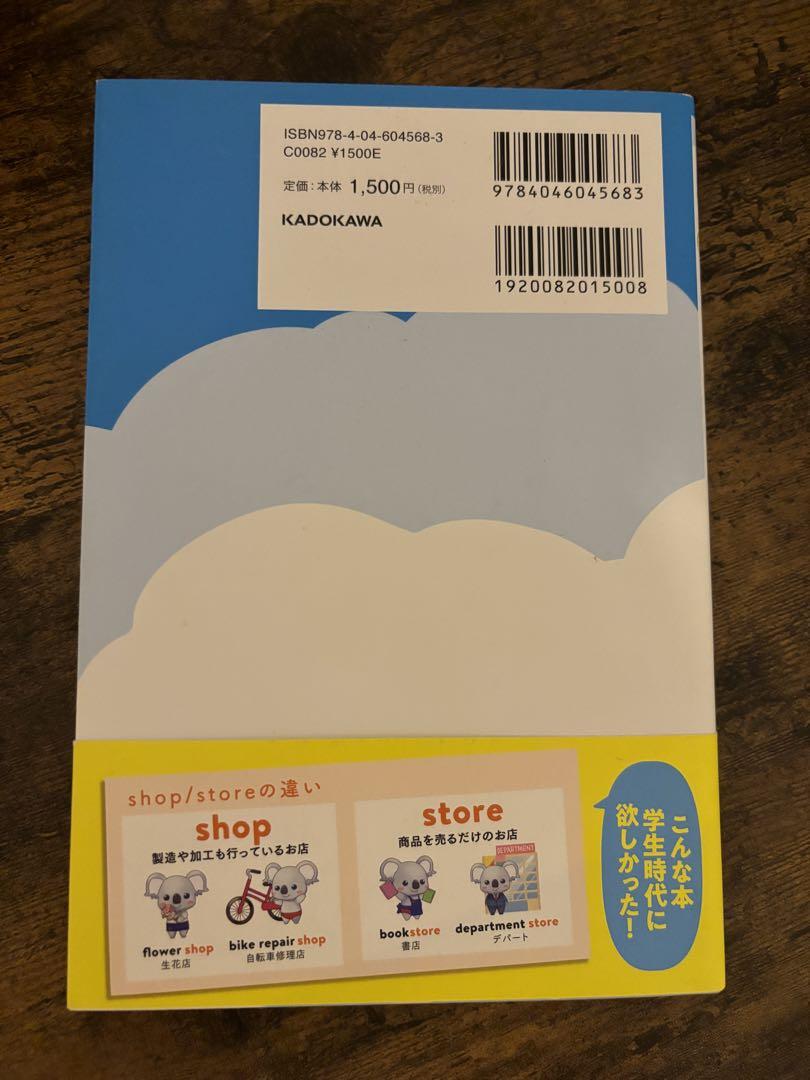 ISBN978-4-04-604568-3
C0082 ¥1500E
定価：本体 1,500円（税別）
KADOKAWA
9784046045683
1920082015008
shop/storeの違い
shop
製造や加工も行っているお店
flower shop
生花店
bike repair shop
自転車修理店
store
商品を売るだけのお店
bookstore
書店
DEPARTMENT
department store
デパート
こんな本
学生時代に
欲しかった！